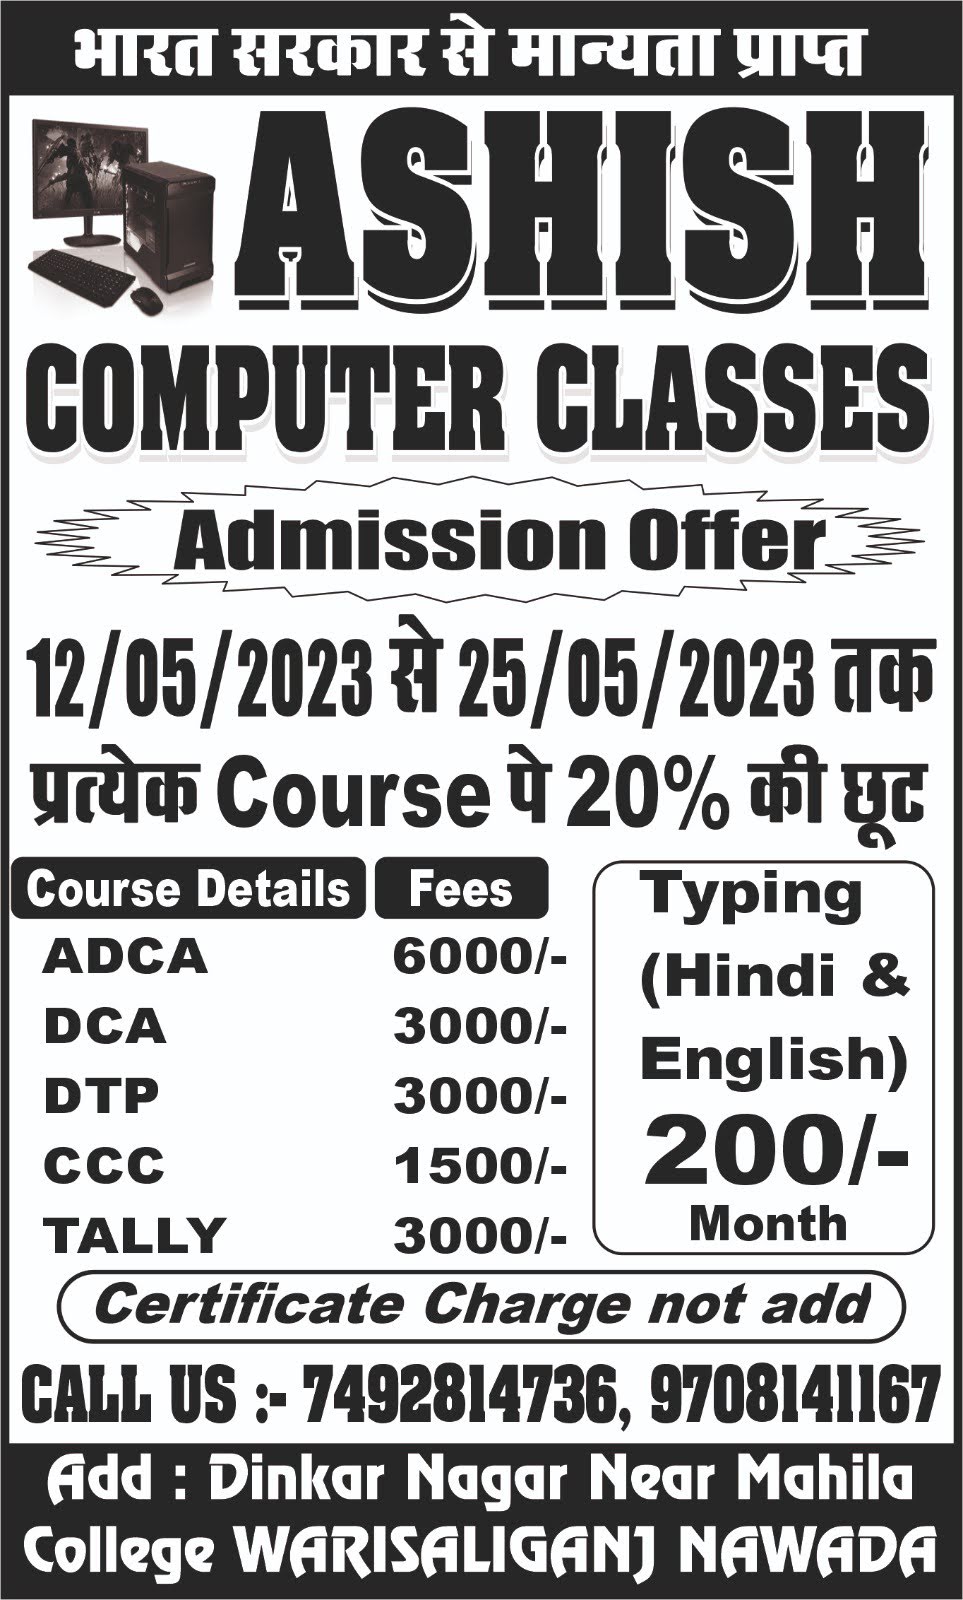 भारत सरकार से मान्यता प्राप्त
ASHISH
COMPUTER CLASSES
Admission Offer
12/05/2023 से 25/05/2023 तक
प्रत्येक Course पे 20% की छूट
Course Details Fees
ADCA 6000/-
DCA 3000/-
DTP 3000/-
CCC 1500/-
TALLY 3000/-
Typing
(Hindi &
English)
200/-
Month
Certificate Charge not add
CALL US :- 7492814736, 9708141167
Add : Dinkar Nagar Near Mahila
College WARISALIGANJ NAWADA